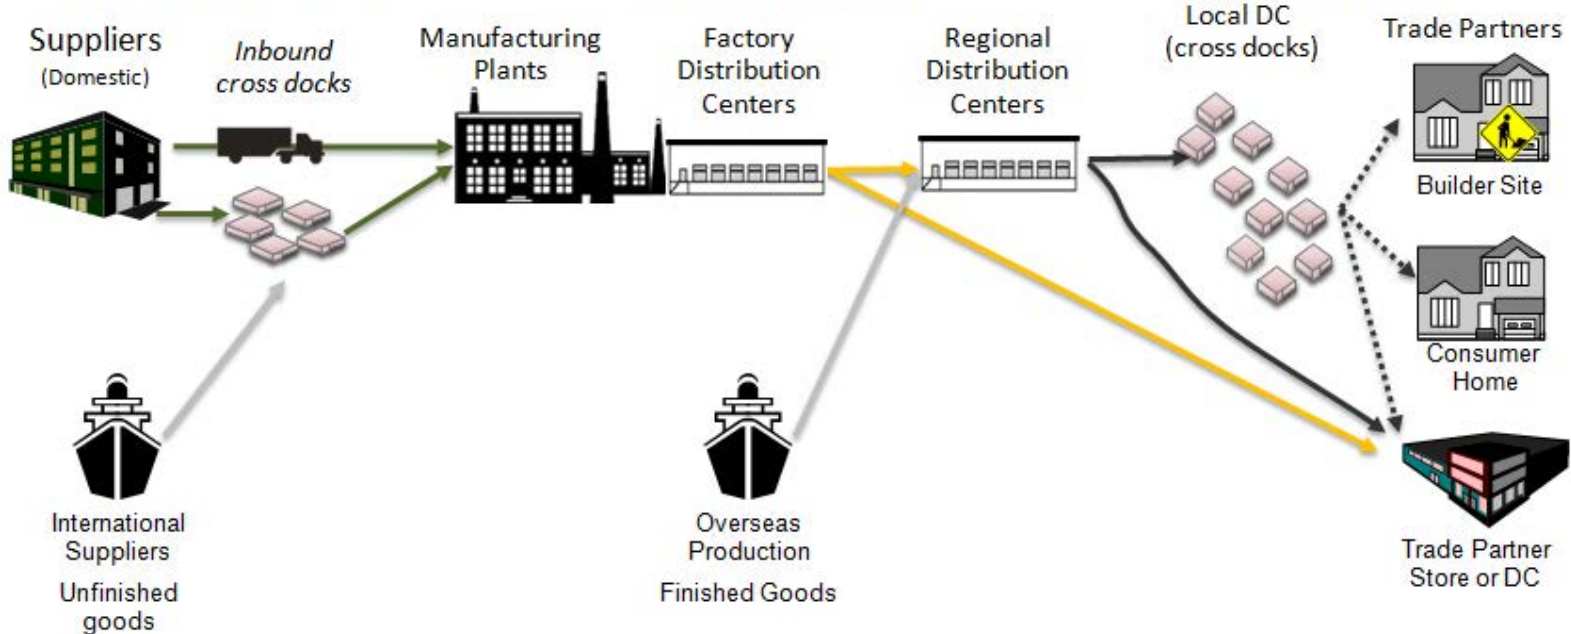 Suppliers
(Domestic)
Inbound
cross docks
Manufacturing
Plants
Factory
Distribution
Centers
Regional
Distribution
Centers
Local DC
(cross docks)
Trade Partners
Builder Site
Consumer
Home
Trade Partner
Store or DC
International
Suppliers
Unfinished
goods
Overseas
Production
Finished Goods